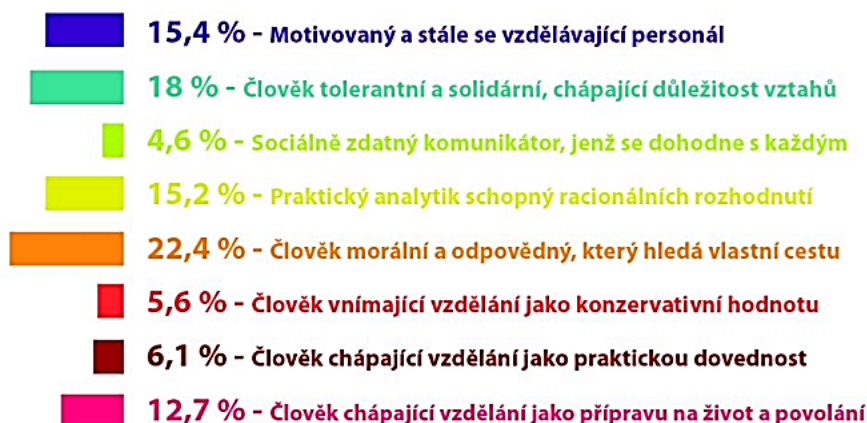 15,4 % - Motivovaný a stále se vzdělávající personál
18 % - Člověk tolerantní a solidární, chápající důležitost vztahů
4,6 % - Sociálně zdatný komunikátor, jenž se dohodne s každým
15,2 % - Praktický analytik schopný racionálních rozhodnutí
22,4 % - Člověk morální a odpovědný, který hledá vlastní cestu
5,6 % - Člověk vnímající vzdělání jako konzervativní hodnotu
6,1 % - Člověk chápající vzdělání jako praktickou dovednost
12,7 % - Člověk chápající vzdělání jako přípravu na život a povolání